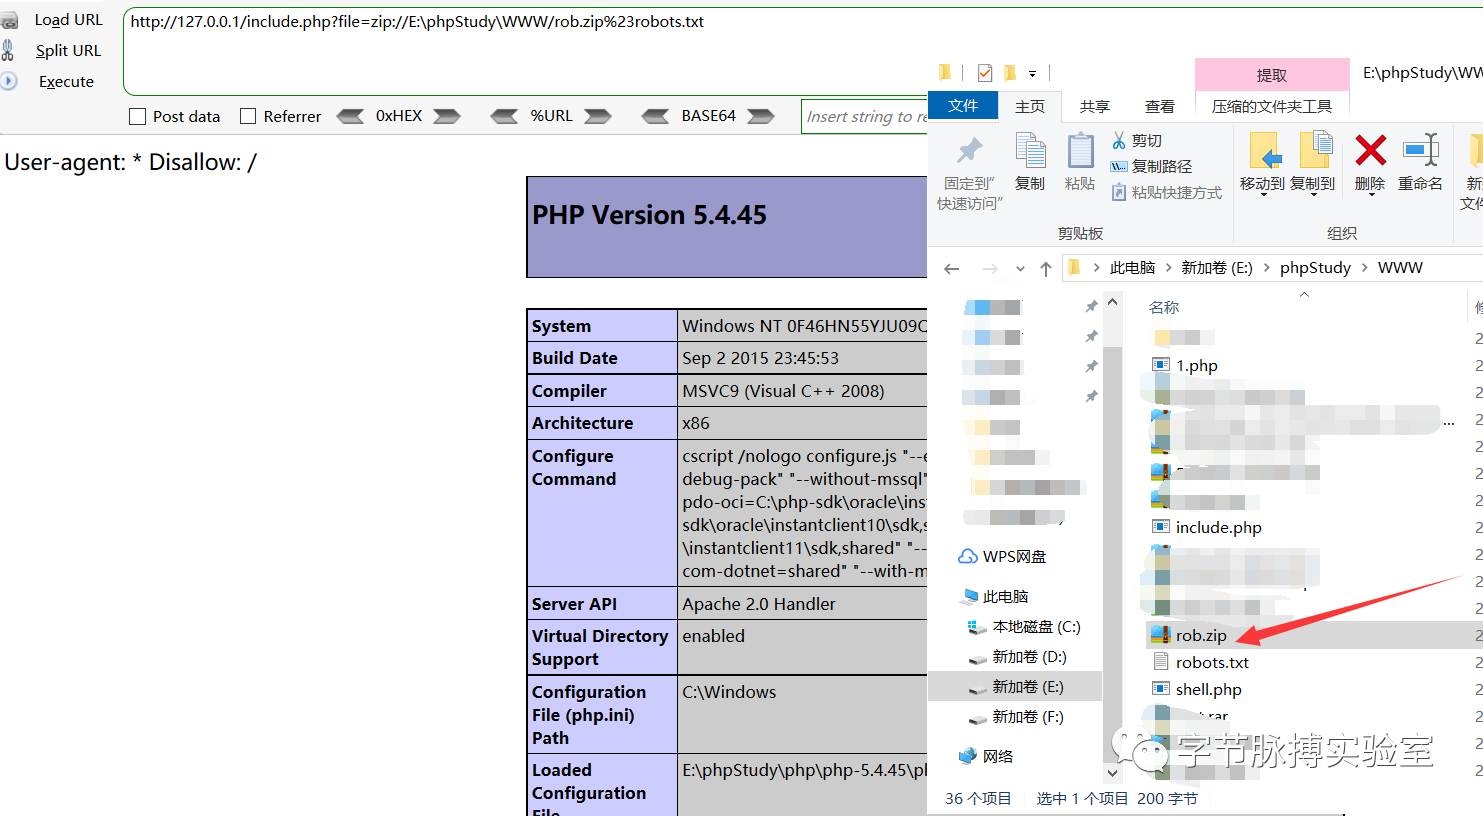 Load URL
http://127.0.0.1/include.php?file=zip://E:\phpStudy\WWW/rob.zip%23robots.txt
Split URL
Execute
Post data
Referrer
0xHEX
%URL
BASE64
Insert string to re
User-agent: * Disallow: /
PHP Version 5.4.45
System
Windows NT 0F46HN55YJU09
Build Date
Sep 2 2015 23:45:53
Compiler
MSVC9 (Visual C++ 2008)
Architecture
x86
Configure
Command
cscript /nologo configure.js "--e
debug-pack" "--without-mssql"
pdo-oci=C:\php-sdk\oracle\ins
sdk\oracle\instantclient10\sdk,s
\instantclient11\sdk,shared" "--
com-dotnet=shared" "--with-m
Server API
Apache 2.0 Handler
Virtual Directory
Support
enabled
Configuration
File (php.ini)
Path
C:\Windows
Loaded
Configuration
File
E:\phpStudy\php\php-5.4.45\p
提取
E:\phpStudy\WW
文件
主页
共享
查看
压缩的文件夹工具
固定到"
快速访问"
复制
粘贴
剪切
复制路径
粘贴快捷方式
移动到
复制到
删除
重命名
新
文件
剪贴板
组织
此电脑
新加卷 (E:)
phpStudy
WWW
名称
1.php
...
include.php
rob.zip
robots.txt
shell.php
.rar
WPS网盘
此电脑
本地磁盘 (C:)
新加卷 (D:)
新加卷 (E:)
新加卷 (F:)
网络
字节脉搏实验室
36 个项目
选中 1 个项目 200 字节